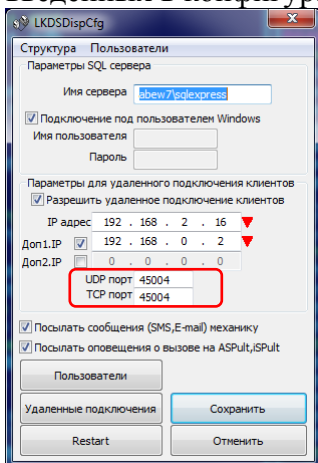 введенных в конфигур
LKDSDispCfg
Структура Пользователи
Параметры SQL сервера
Имя сервера abew7\sqlexpress
Подключение под пользователем Windows
Имя пользователя
Пароль
Параметры для удаленного подключения клиентов
Разрешить удаленное подключение клиентов
IP адрес 192 . 168 . 2 . 16
Доп1.IP 192 . 168 . 0 . 2
Доп2.IP 0 . 0 . 0 . 0
UDP порт 45004
TCP порт 45004
Посылать сообщения (SMS,E-mail) механику
Посылать оповещения о вызове на ASPult,iSPult
Пользователи
Удаленные подключения Сохранить
Restart Отменить